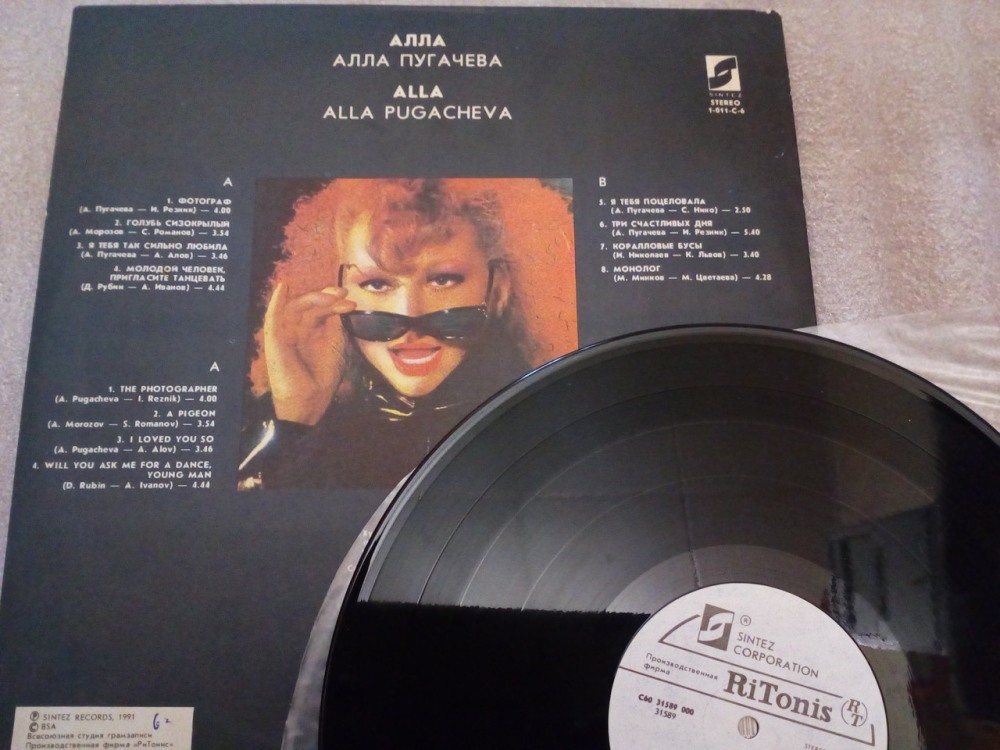 АЛЛА
АЛЛА ПУГАЧЕВА
ALLA
ALLA PUGACHEVA
SINTEZ
STEREO
1-011-C-6
A
1. ФОТОГРАФ
(А. Пугачева — И. Резник) — 4.00
2. ГОЛУБЬ СИЗОКРЫЛЫЙ
(А. Морозов — С. Романов) — 3.54
3. Я ТЕБЯ ТАК СИЛЬНО ЛЮБИЛА
(А. Пугачева — А. Алов) — 3.46
4. МОЛОДОЙ ЧЕЛОВЕК,
ПРИГЛАСИТЕ ТАНЦЕВАТЬ
(Д. Рубин — А. Иванов) — 4.44
B
5. Я ТЕБЯ ПОЦЕЛОВАЛА
(А. Пугачева — С. Нико) — 2.50
6. ТРИ СЧАСТЛИВЫХ ДНЯ
(А. Пугачева — И. Резник) — 5.40
7. КОРАЛЛОВЫЕ БУСЫ
(И. Николаев — К. Львов) — 3.40
8. МОНОЛОГ
(М. Минков — М. Цветаева) — 4.28
A
1. THE PHOTOGRAPHER
(A. Pugacheva — I. Reznik) — 4.00
2. A PIGEON
(A. Morozov — S. Romanov) — 3.54
3. I LOVED YOU SO
(A. Pugacheva — A. Alov) — 3.46
4. WILL YOU ASK ME FOR A DANCE,
YOUNG MAN
(D. Rubin — A. Ivanov) — 4.44
Ⓟ SINTEZ RECORDS, 1991
© BSA
Всесоюзная студия грамзаписи
Производственная фирма «РиТонис»
®
SINTEZ
CORPORATION
Производственная
фирма
RiTonis
RT
С60 31589 000
31589
STEREO